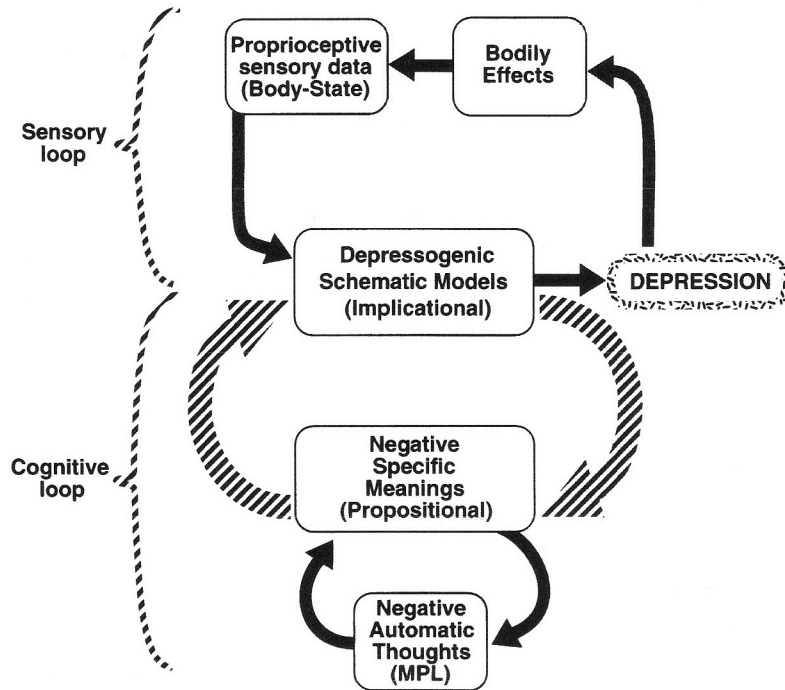 Proprioceptive
sensory data
(Body-State)
Bodily
Effects
Sensory
loop
Depressogenic
Schematic Models
(Implicational)
DEPRESSION
Cognitive
loop
Negative
Specific
Meanings
(Propositional)
Negative
Automatic
Thoughts
(MPL)